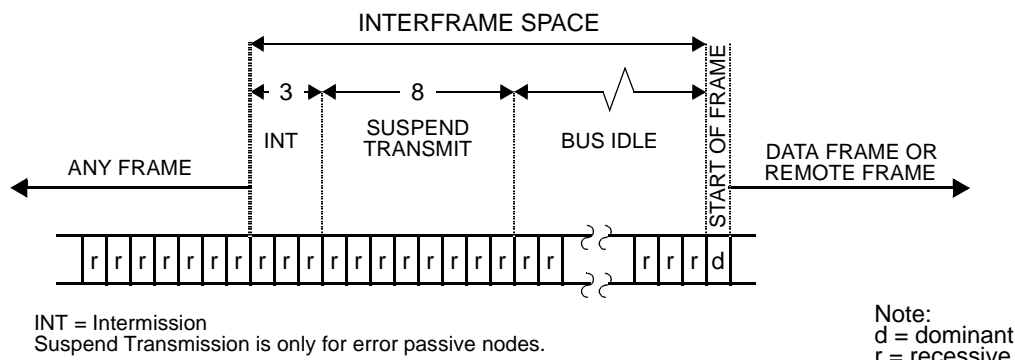 INTERFRAME SPACE
3
8
INT
SUSPEND
TRANSMIT
BUS IDLE
START OF FRAME
ANY FRAME
DATA FRAME OR
REMOTE FRAME
r r r r r r r r r r r r r r r r r r r r r r r d
INT = Intermission
Suspend Transmission is only for error passive nodes.
Note:
d = dominant
r = recessive